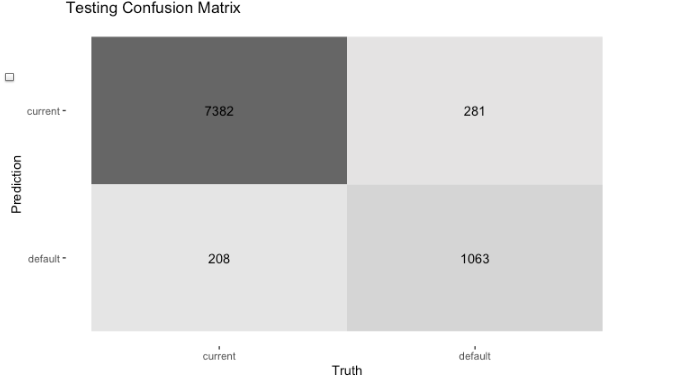 Testing Confusion Matrix
current
7382
281
Prediction
default
208
1063
current
default
Truth